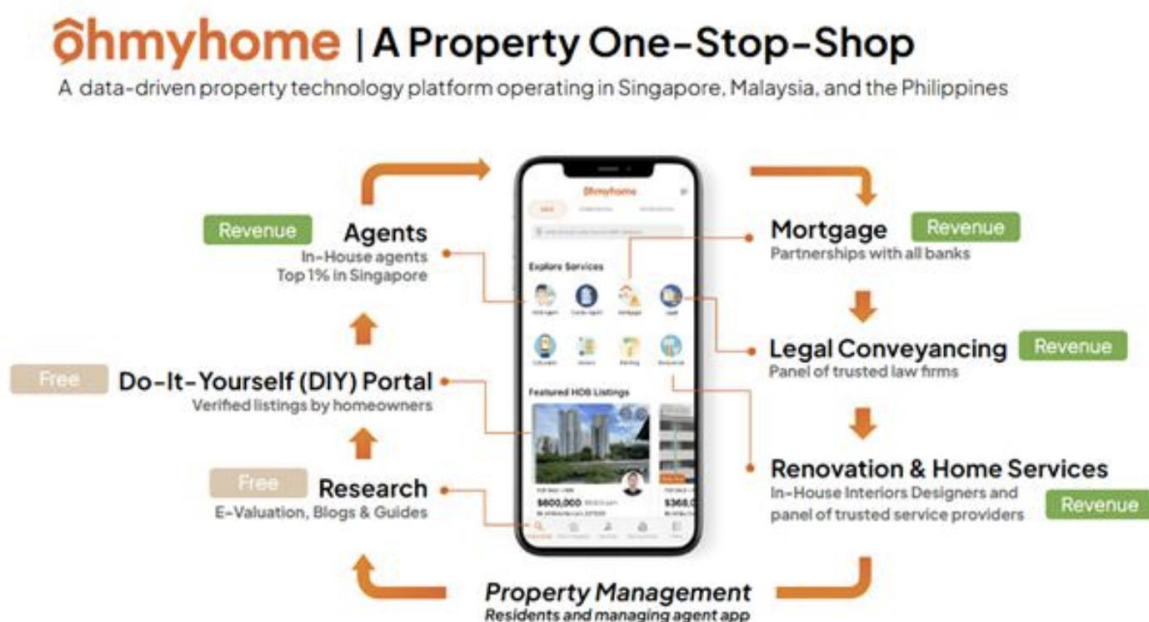 ôhmyhome | A Property One-Stop-Shop
A data-driven property technology platform operating in Singapore, Malaysia, and the Philippines
Revenue Agents
In-House agents
Top 1% in Singapore
Free Do-It-Yourself (DIY) Portal
Verified listings by homeowners
Free Research
E-Valuation, Blogs & Guides
Ohmyhome
Explore Services
Mortgage
Legal
Featured HDB Listings
$600,000
Mortgage Revenue
Partnerships with all banks
Legal Conveyancing Revenue
Panel of trusted law firms
Renovation & Home Services
In-House Interiors Designers and
panel of trusted service providers Revenue
Property Management
Residents and managing agent app